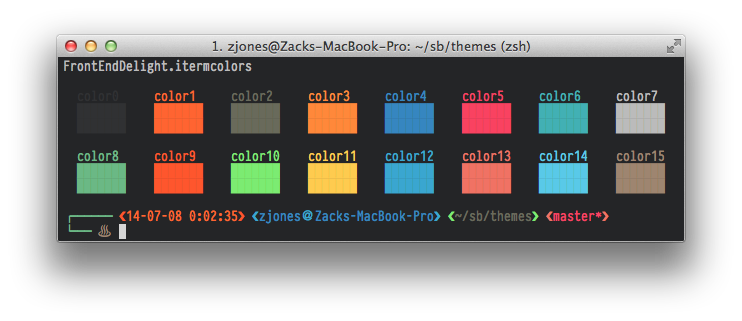 1. zjones@Zacks-MacBook-Pro: ~/sb/themes (zsh)
FrontEndDelight.itermcolors
color0 color1 color2 color3 color4 color5 color6 color7
color8 color9 color10 color11 color12 color13 color14 color15
❮14-07-08 0:02:35❯ ❮zjones@Zacks-MacBook-Pro❯ ❮~/sb/themes❯ ❮master*❯
♨